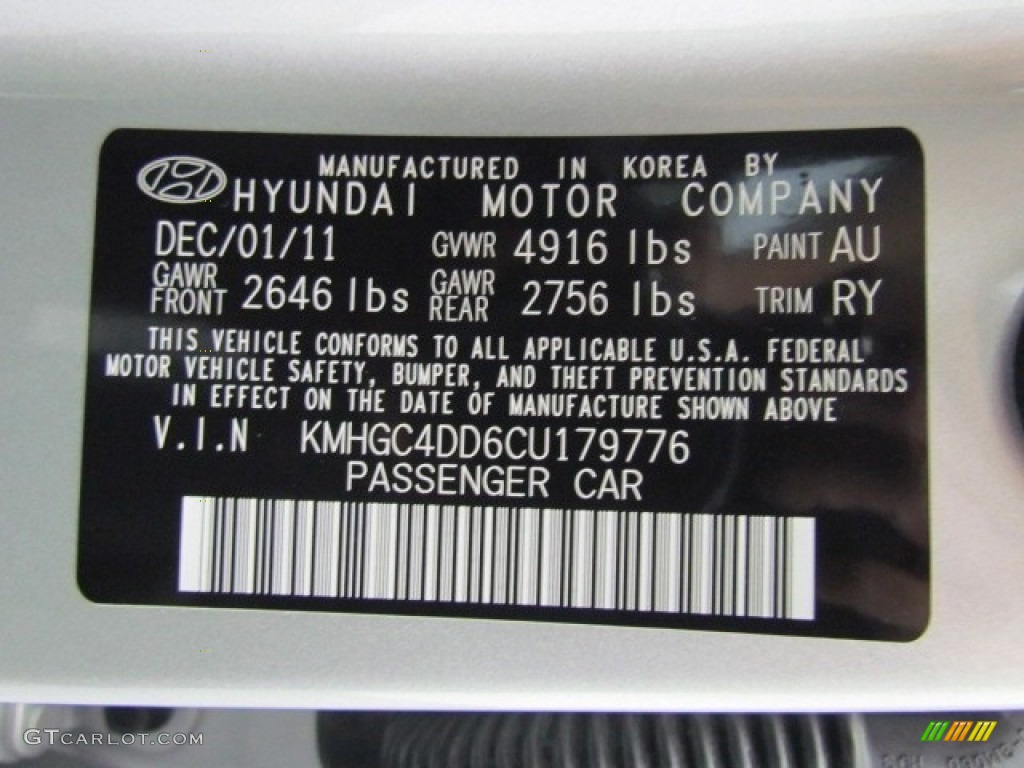 MANUFACTURED IN KOREA BY
HYUNDAI MOTOR COMPANY
DEC/01/11 GVWR 4916 lbs PAINT AU
GAWR FRONT 2646 lbs GAWR REAR 2756 lbs TRIM RY
THIS VEHICLE CONFORMS TO ALL APPLICABLE U.S.A. FEDERAL
MOTOR VEHICLE SAFETY, BUMPER, AND THEFT PREVENTION STANDARDS
IN EFFECT ON THE DATE OF MANUFACTURE SHOWN ABOVE
V.I.N KMHGC4DD6CU179776
PASSENGER CAR
GTCARLOT.COM